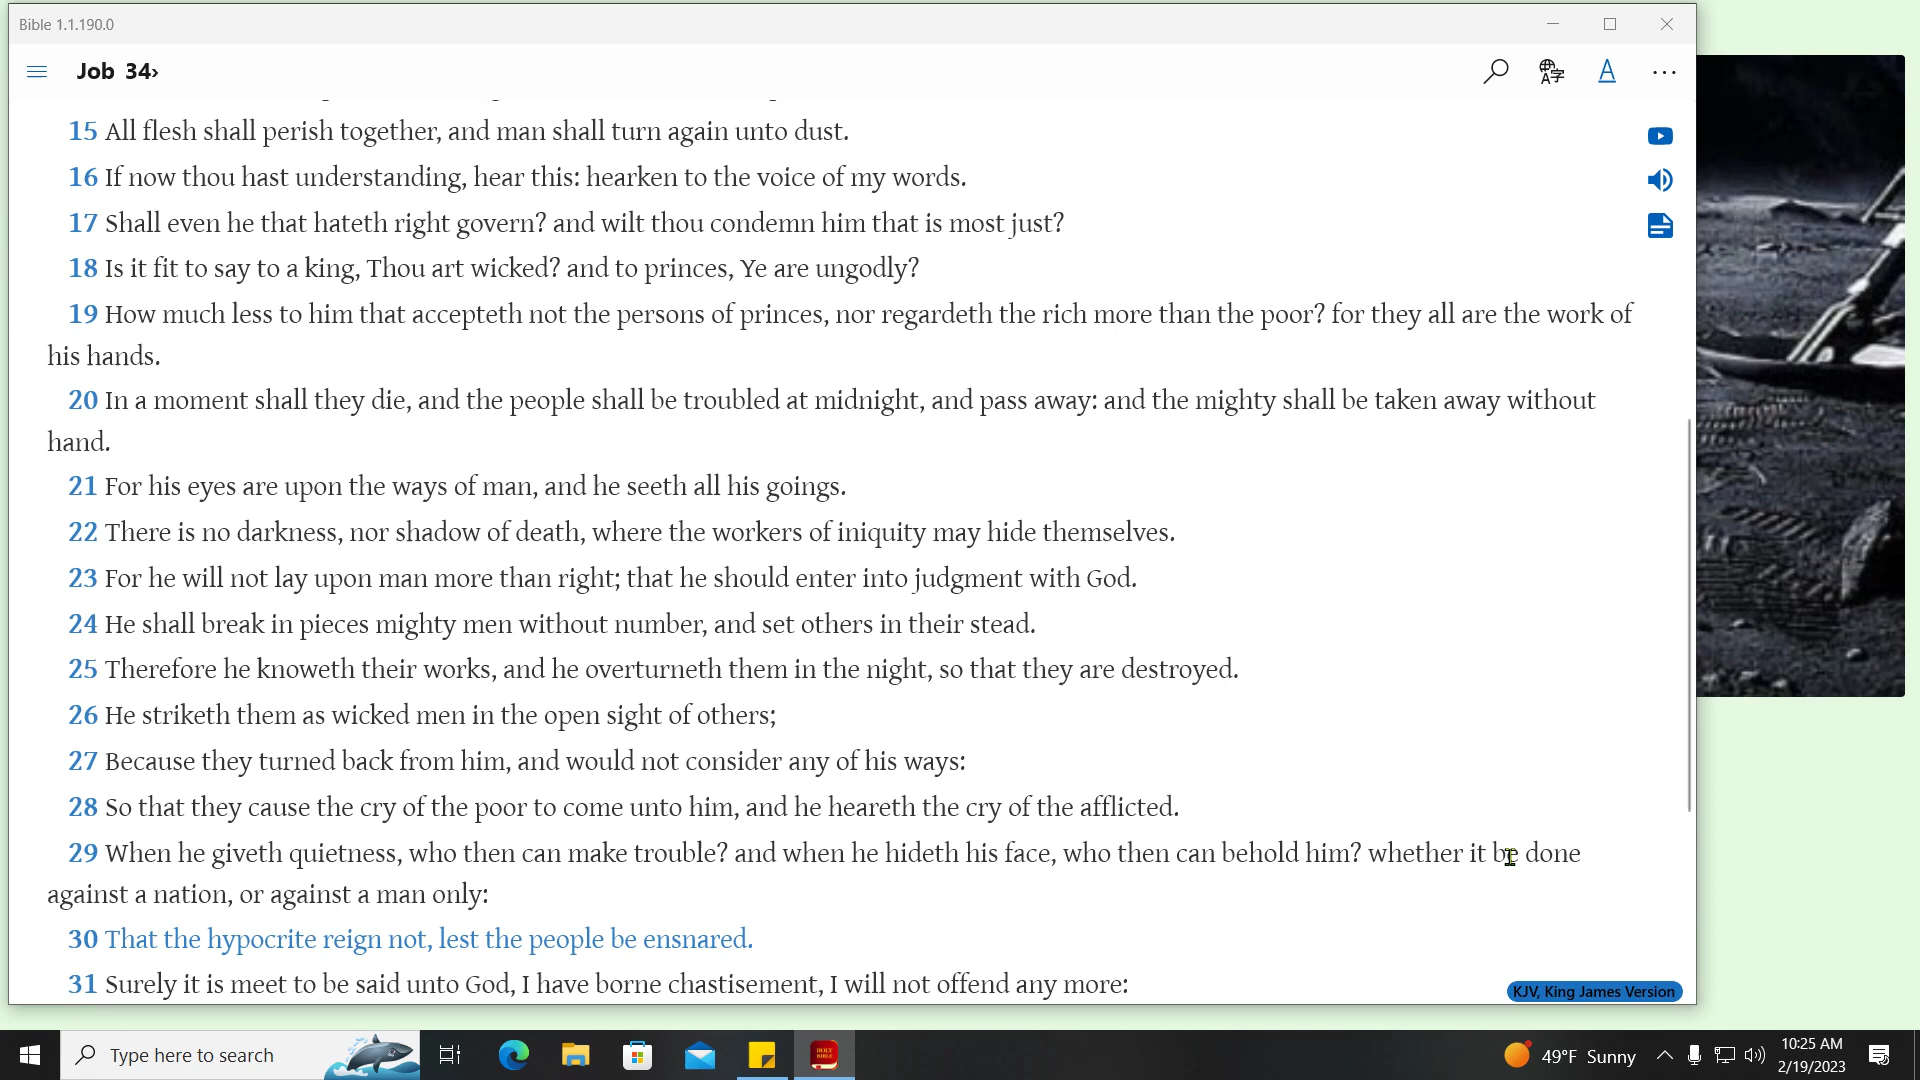 Bible 1.1.190.0
Job 34›
15 All flesh shall perish together, and man shall turn again unto dust.
16 If now thou hast understanding, hear this: hearken to the voice of my words.
17 Shall even he that hateth right govern? and wilt thou condemn him that is most just?
18 Is it fit to say to a king, Thou art wicked? and to princes, Ye are ungodly?
19 How much less to him that accepteth not the persons of princes, nor regardeth the rich more than the poor? for they all are the work of
his hands.
20 In a moment shall they die, and the people shall be troubled at midnight, and pass away: and the mighty shall be taken away without
hand.
21 For his eyes are upon the ways of man, and he seeth all his goings.
22 There is no darkness, nor shadow of death, where the workers of iniquity may hide themselves.
23 For he will not lay upon man more than right; that he should enter into judgment with God.
24 He shall break in pieces mighty men without number, and set others in their stead.
25 Therefore he knoweth their works, and he overturneth them in the night, so that they are destroyed.
26 He striketh them as wicked men in the open sight of others;
27 Because they turned back from him, and would not consider any of his ways:
28 So that they cause the cry of the poor to come unto him, and he heareth the cry of the afflicted.
29 When he giveth quietness, who then can make trouble? and when he hideth his face, who then can behold him? whether it be done
against a nation, or against a man only:
30 That the hypocrite reign not, lest the people be ensnared.
31 Surely it is meet to be said unto God, I have borne chastisement, I will not offend any more:
KJV, King James Version
Type here to search
HOLY BIBLE
49°F Sunny
10:25 AM
2/19/2023